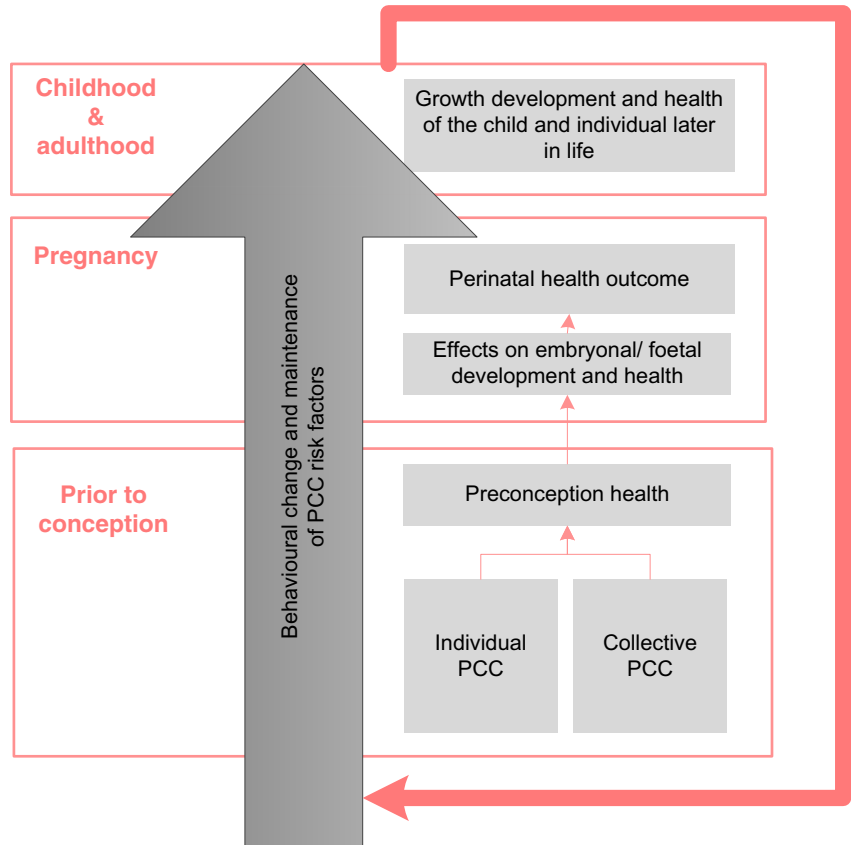 Childhood
&
adulthood
Growth development and health
of the child and individual later
in life
Pregnancy
Perinatal health outcome
Effects on embryonal/ foetal
development and health
Behavioural change and maintenance
of PCC risk factors
Prior to
conception
Preconception health
Individual
PCC
Collective
PCC